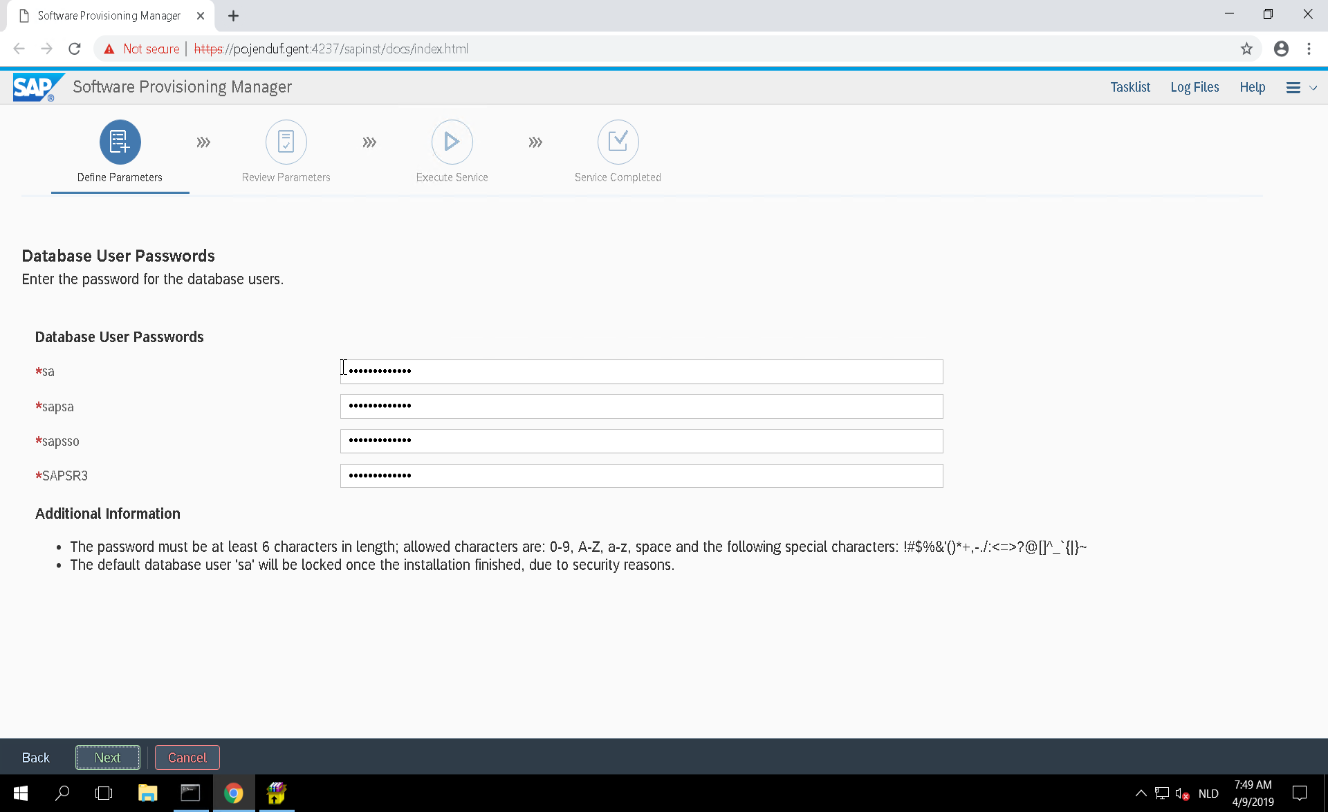 Software Provisioning Manager
Not secure | https://pojenduf.gent:4237/sapinst/docs/index.html
SAP Software Provisioning Manager Tasklist Log Files Help
Define Parameters Review Parameters Execute Service Service Completed
Database User Passwords
Enter the password for the database users.
Database User Passwords
*sa •••••••••••••
*sapsa •••••••••••••
*sapsso •••••••••••••
*SAPSR3 •••••••••••••
Additional Information
• The password must be at least 6 characters in length; allowed characters are: 0-9, A-Z, a-z, space and the following special characters: !#$%&'()*+,-./:<=>?@[]^_`{|}~
• The default database user 'sa' will be locked once the installation finished, due to security reasons.
Back Next Cancel
NLD 7:49 AM
4/9/2019